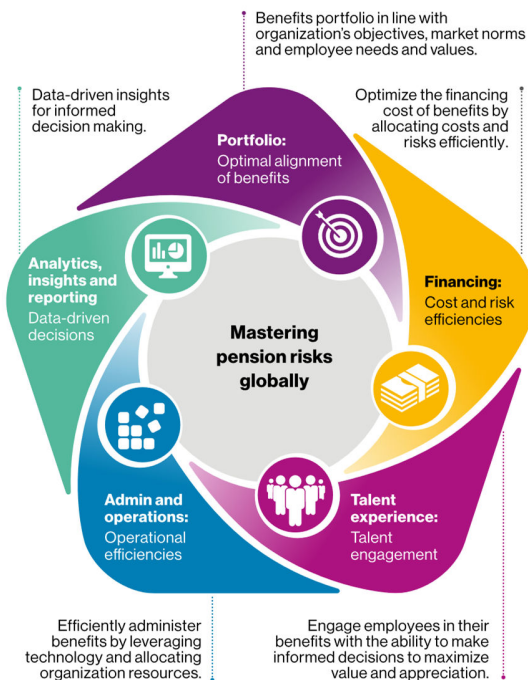 Benefits portfolio in line with
organization's objectives, market norms
and employee needs and values.
Data-driven insights
for informed
decision making.
Optimize the financing
cost of benefits by
allocating costs and
risks efficiently.
Portfolio:
Optimal alignment
of benefits
Analytics,
insights and
reporting
Data-driven
decisions
Financing:
Cost and risk
efficiencies
Mastering
pension risks
globally
Admin and
operations:
Operational
efficiencies
Talent
experience:
Talent
engagement
Efficiently administer
benefits by leveraging
technology and allocating
organization resources.
Engage employees in their
benefits with the ability to make
informed decisions to maximize
value and appreciation.